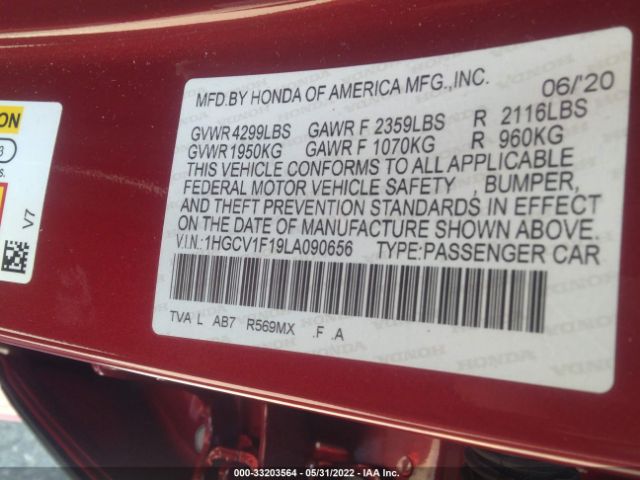 MFD.BY HONDA OF AMERICA MFG.,INC. 06/'20
GVWR 4299LBS GAWR F 2359LBS R 2116LBS
GVWR 1950KG GAWR F 1070KG R 960KG
THIS VEHICLE CONFORMS TO ALL APPLICABLE
FEDERAL MOTOR VEHICLE SAFETY , BUMPER,
AND THEFT PREVENTION STANDARDS IN EFFECT
ON THE DATE OF MANUFACTURE SHOWN ABOVE.
V.I.N.:1HGCV1F19LA090656 TYPE:PASSENGER CAR
TVA L AB7 R569MX .F .A
ON
3
s.
V7
000-33203564 - 05/31/2022 - IAA Inc.